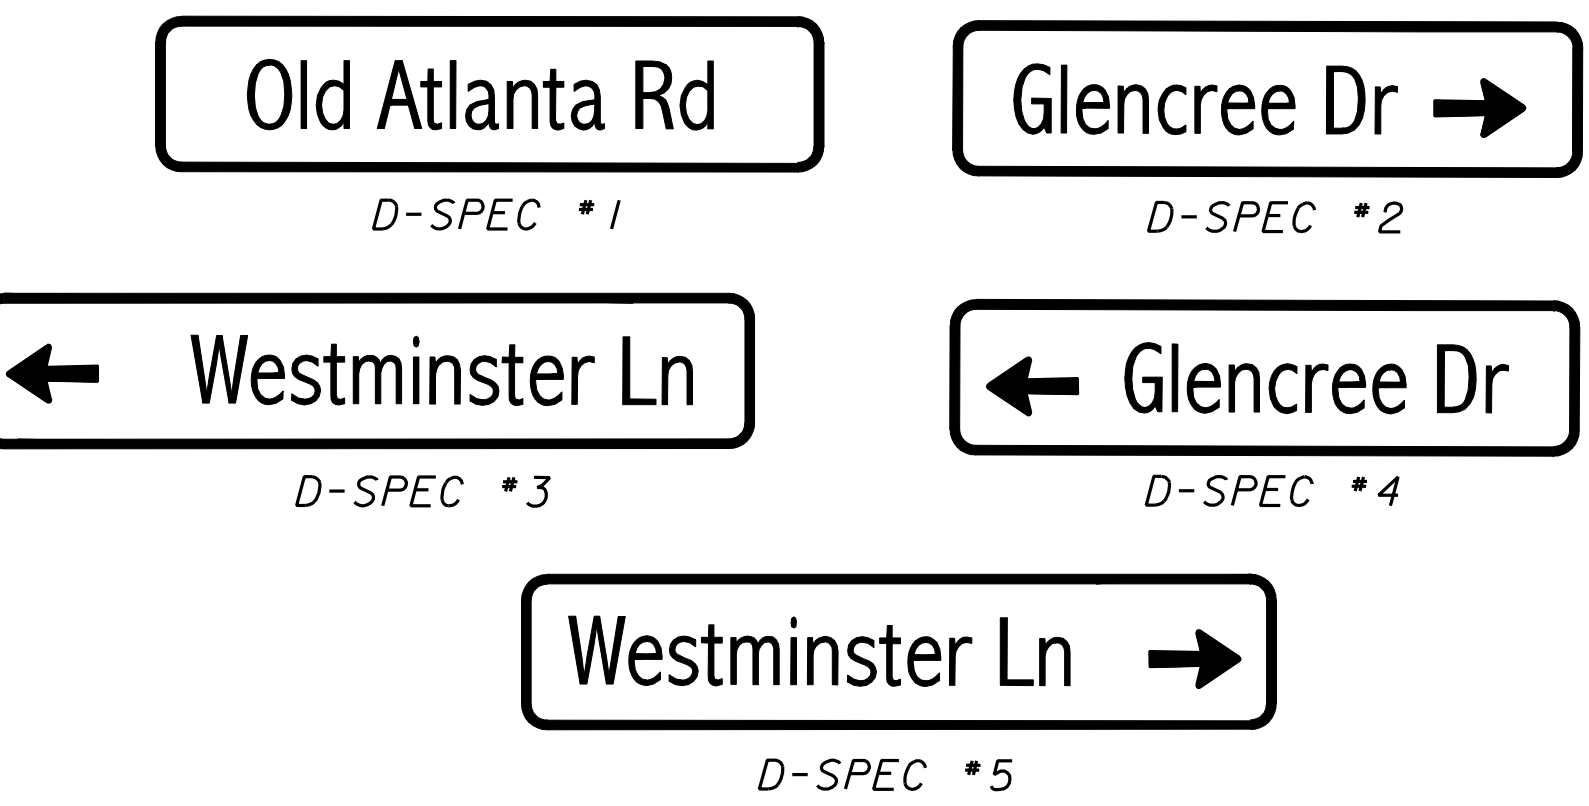 Old Atlanta Rd
D-SPEC #1
Glencree Dr →
D-SPEC #2
← Westminster Ln
D-SPEC #3
← Glencree Dr
D-SPEC #4
Westminster Ln →
D-SPEC #5